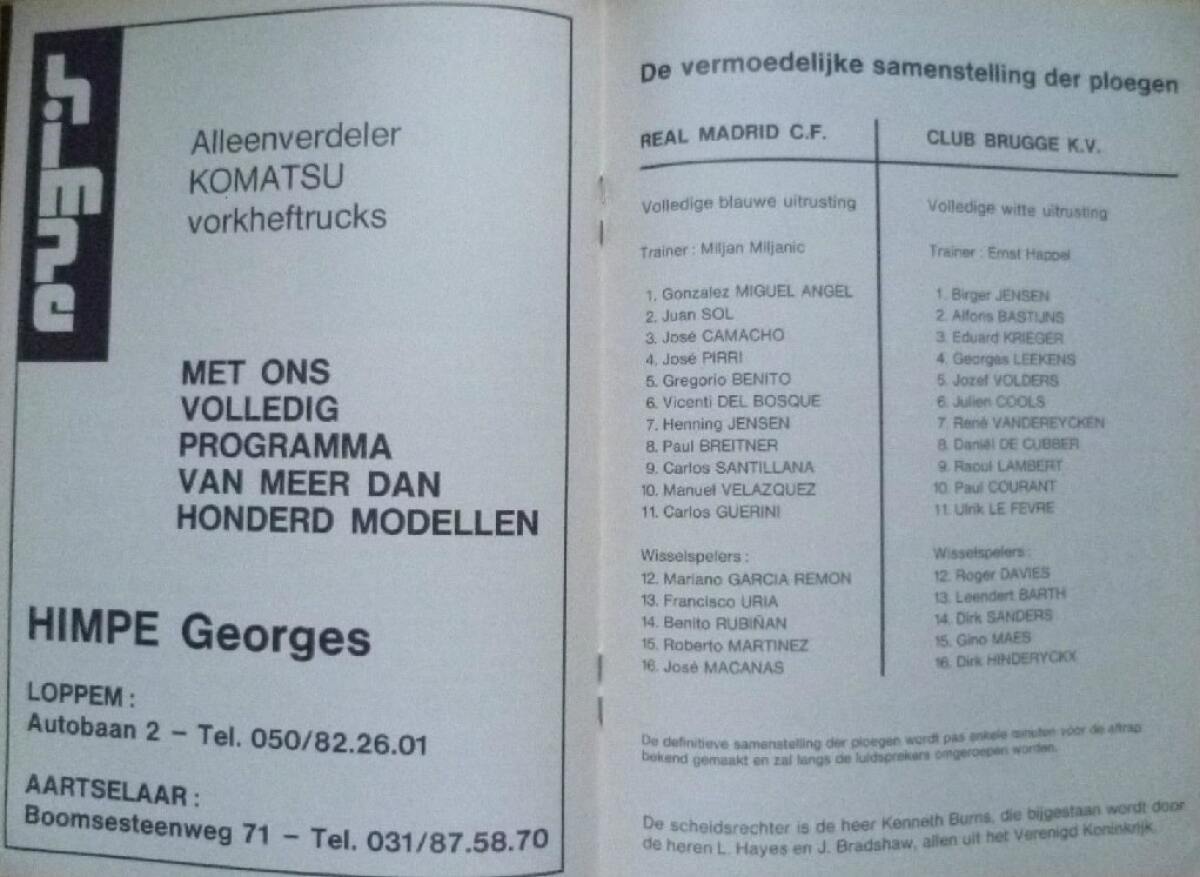 himpe
Alleenverdeler
KOMATSU
vorkheftrucks
MET ONS
VOLLEDIG
PROGRAMMA
VAN MEER DAN
HONDERD MODELLEN
HIMPE Georges
LOPPEM :
Autobaan 2 – Tel. 050/82.26.01
AARTSELAAR :
Boomsesteenweg 71 – Tel. 031/87.58.70
De vermoedelijke samenstelling der ploegen
REAL MADRID C.F.
Volledige blauwe uitrusting
Trainer : Miljan Miljanic
1. Gonzalez MIGUEL ANGEL
2. Juan SOL
3. José CAMACHO
4. José PIRRI
5. Gregorio BENITO
6. Vicenti DEL BOSQUE
7. Henning JENSEN
8. Paul BREITNER
9. Carlos SANTILLANA
10. Manuel VELAZQUEZ
11. Carlos GUERINI
Wisselspelers :
12. Mariano GARCIA REMON
13. Francisco URIA
14. Benito RUBIÑAN
15. Roberto MARTINEZ
16. José MACANAS
CLUB BRUGGE K.V.
Volledige witte uitrusting
Trainer : Ernst Happel
1. Birger JENSEN
2. Alfons BASTIJNS
3. Eduard KRIEGER
4. Georges LEEKENS
5. Jozef VOLDERS
6. Julien COOLS
7. René VANDEREYCKEN
8. Daniël DE CUBBER
9. Raoul LAMBERT
10. Paul COURANT
11. Ulrik LE FEVRE
Wisselspelers :
12. Roger DAVIES
13. Leendert BARTH
14. Dirk SANDERS
15. Gino MAES
16. Dirk HINDERYCKX
De definitieve samenstelling der ploegen wordt pas enkele minuten vóór de aftrap
bekend gemaakt en zal langs de luidsprekers omgeroepen worden.
De scheidsrechter is de heer Kenneth Burns, die bijgestaan wordt door
de heren L. Hayes en J. Bradshaw, allen uit het Verenigd Koninkrijk.